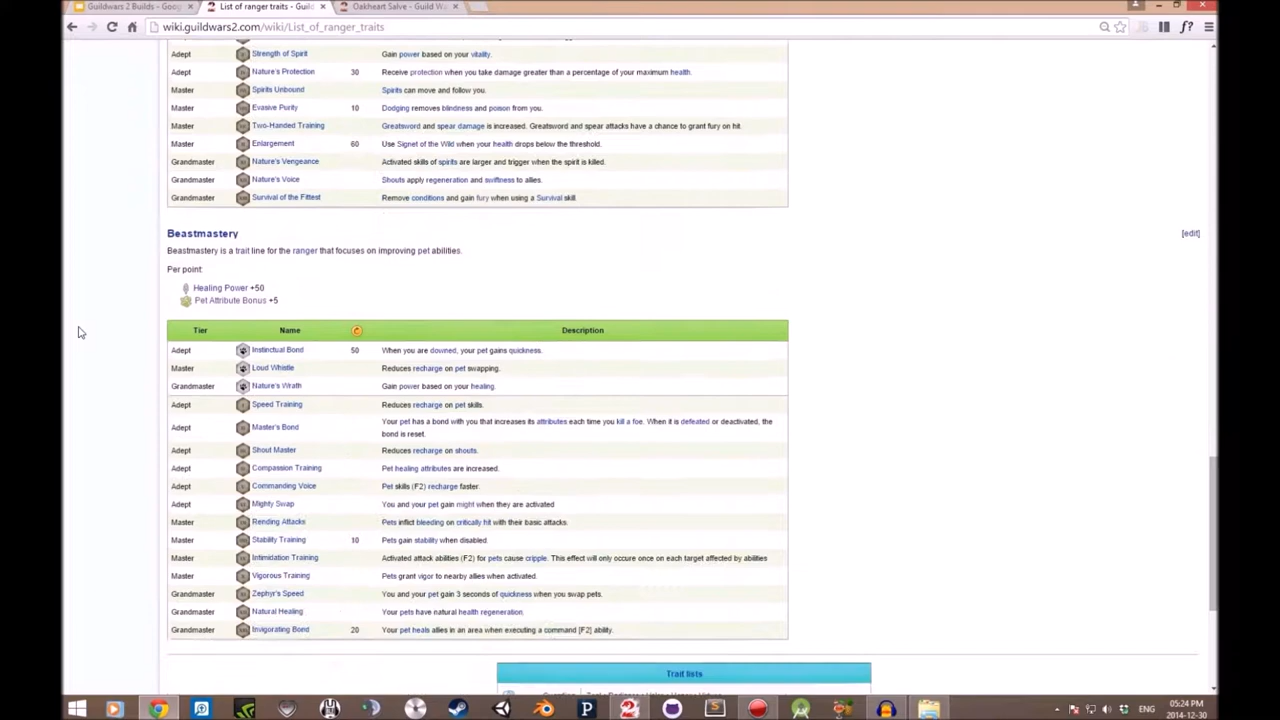 Guildwars 2 Builds - Goog
List of ranger traits - Guild
Oakheart Salve - Guild Wa
wiki.guildwars2.com/wiki/List_of_ranger_traits
Adept Strength of Spirit Gain power based on your vitality.
Adept Nature's Protection 30 Receive protection when you take damage greater than a percentage of your maximum health.
Master Spirits Unbound Spirits can move and follow you.
Master Evasive Purity 10 Dodging removes blindness and poison from you.
Master Two-Handed Training Greatsword and spear damage is increased. Greatsword and spear attacks have a chance to grant fury on hit.
Master Enlargement 60 Use Signet of the Wild when your health drops below the threshold.
Grandmaster Nature's Vengeance Activated skills of spirits are larger and trigger when the spirit is killed.
Grandmaster Nature's Voice Shouts apply regeneration and swiftness to allies.
Grandmaster Survival of the Fittest Remove conditions and gain fury when using a Survival skill.
Beastmastery [edit]
Beastmastery is a trait line for the ranger that focuses on improving pet abilities.
Per point:
Healing Power +50
Pet Attribute Bonus +5
Tier Name Description
Adept Instinctual Bond 50 When you are downed, your pet gains quickness.
Master Loud Whistle Reduces recharge on pet swapping.
Grandmaster Nature's Wrath Gain power based on your healing.
Adept Speed Training Reduces recharge on pet skills.
Adept Master's Bond Your pet has a bond with you that increases its attributes each time you kill a foe. When it is defeated or deactivated, the
bond is reset.
Adept Shout Master Reduces recharge on shouts.
Adept Compassion Training Pet healing attributes are increased.
Adept Commanding Voice Pet skills (F2) recharge faster.
Adept Mighty Swap You and your pet gain might when they are activated
Master Rending Attacks Pets inflict bleeding on critically hit with their basic attacks.
Master Stability Training 10 Pets gain stability when disabled.
Master Intimidation Training Activated attack abilities (F2) for pets cause cripple. This effect will only occure once on each target affected by abilities
Master Vigorous Training Pets grant vigor to nearby allies when activated.
Grandmaster Zephyr's Speed You and your pet gain 3 seconds of quickness when you swap pets.
Grandmaster Natural Healing Your pets have natural health regeneration.
Grandmaster Invigorating Bond 20 Your pet heals allies in an area when executing a command [F2] ability.
Trait lists
05:24 PM
2014-12-30